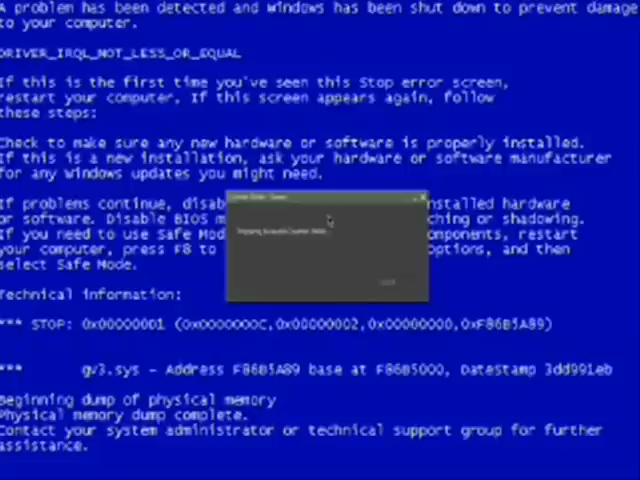 A problem has been detected and windows has been shut down to prevent damage
to your computer.
DRIVER_IRQL_NOT_LESS_OR_EQUAL
If this is the first time you've seen this Stop error screen,
restart your computer, If this screen appears again, follow
these steps:
Check to make sure any new hardware or software is properly installed.
If this is a new installation, ask your hardware or software manufacturer
for any windows updates you might need.
If problems continue, disab nstalled hardware
or software. Disable BIOS m ching or shadowing.
If you need to use Safe Mod omponents, restart
your computer, press F8 to options, and then
select Safe Mode.
Technical information:
*** STOP: 0x000000D1 (0x0000000C,0x00000002,0x00000000,0xF86B5A89)
*** gv3.sys - Address F86B5A89 base at F86B5000, Datestamp 3dd991eb
Beginning dump of physical memory
Physical memory dump complete.
Contact your system administrator or technical support group for further
assistance.